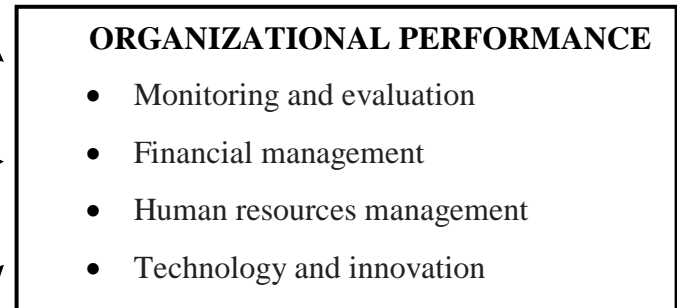 ORGANIZATIONAL PERFORMANCE
• Monitoring and evaluation
• Financial management
• Human resources management
• Technology and innovation